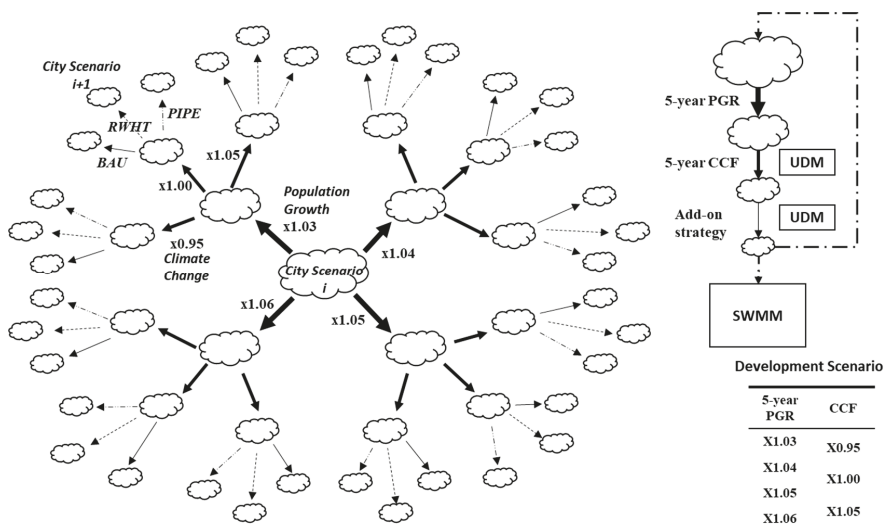 City Scenario
i+1
RWHT
PIPE
BAU
x1.00
x1.05
x0.95
Climate
Change
Population
Growth
x1.03
x1.04
City Scenario
i
x1.06
x1.05
5-year PGR
5-year CCF
UDM
Add-on
strategy
UDM
SWMM
Development Scenario
5-year
PGR
CCF
X1.03
X0.95
X1.04
X1.00
X1.05
X1.05
X1.06